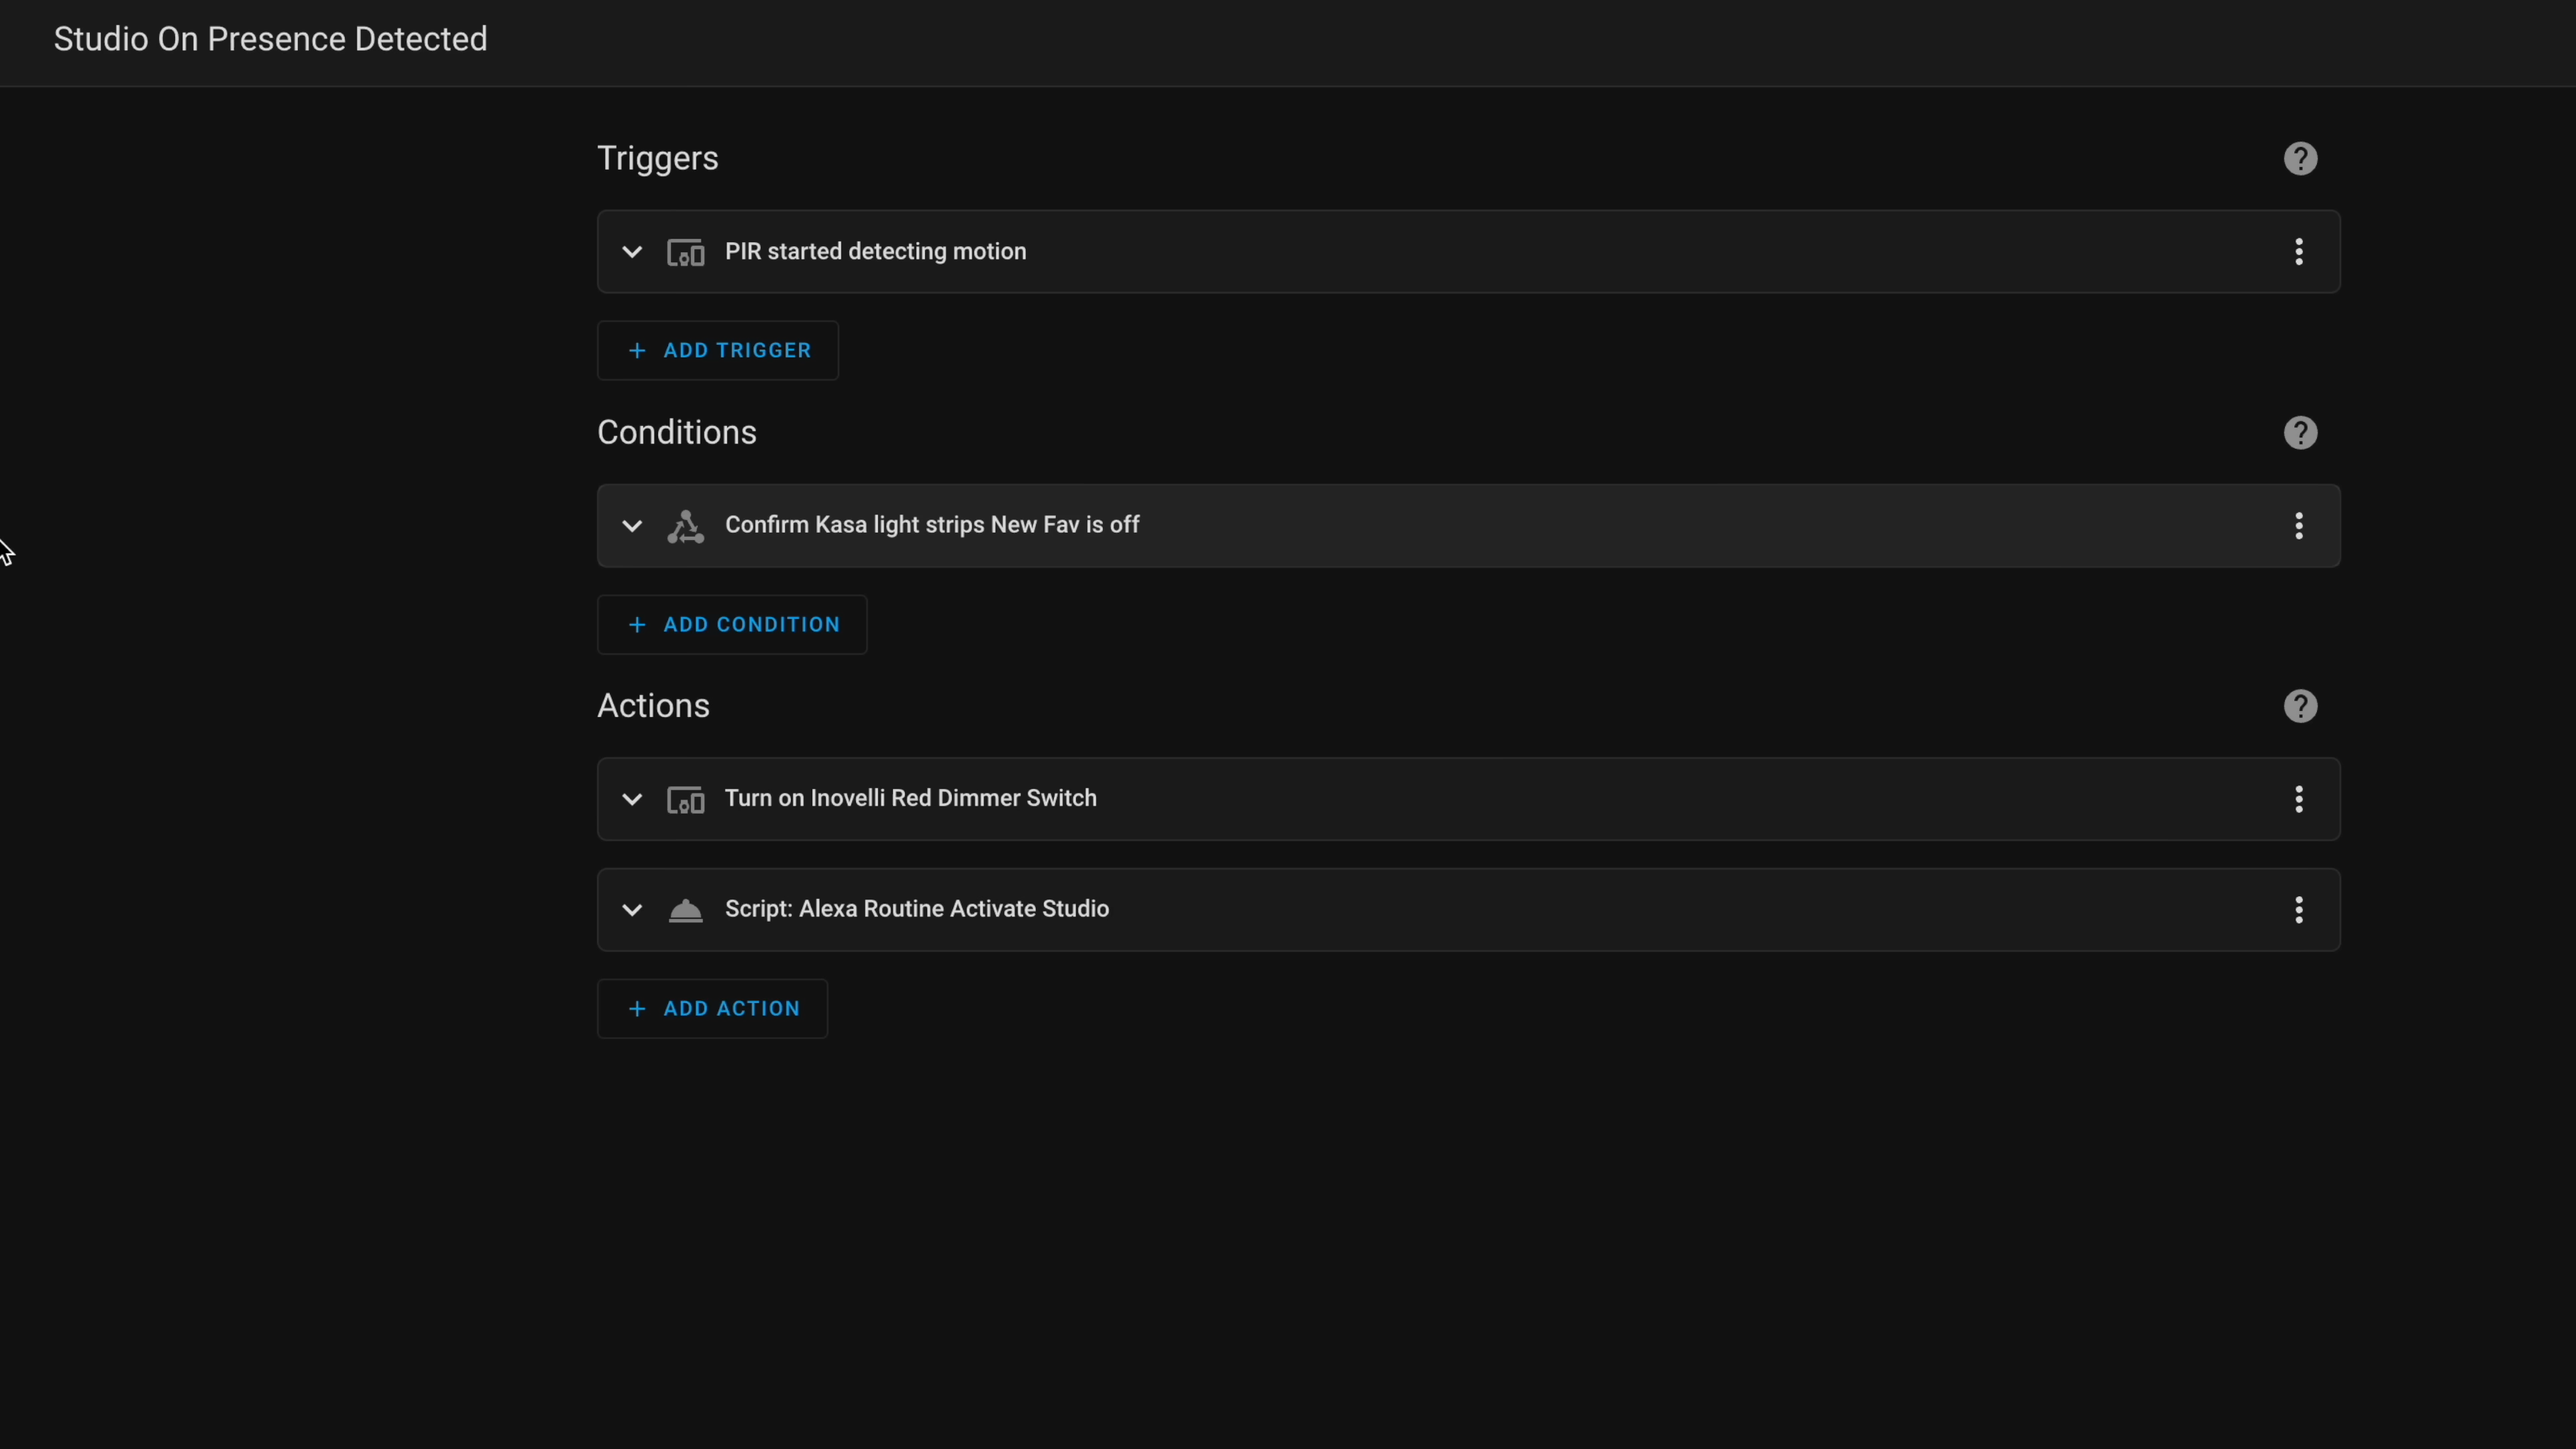 Studio On Presence Detected
Triggers
PIR started detecting motion
+ ADD TRIGGER
Conditions
Confirm Kasa light strips New Fav is off
+ ADD CONDITION
Actions
Turn on Inovelli Red Dimmer Switch
Script: Alexa Routine Activate Studio
+ ADD ACTION